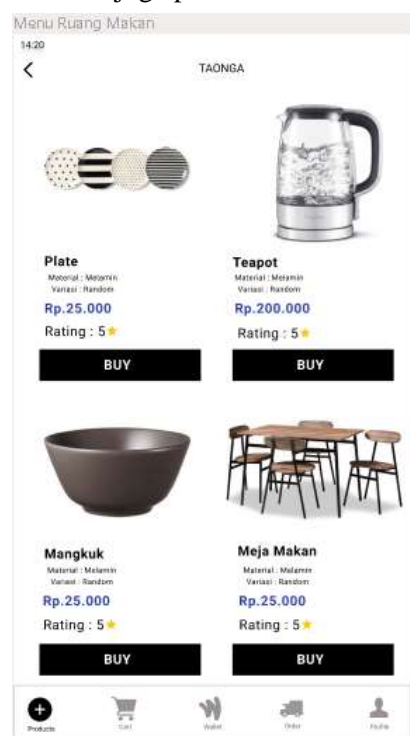 Menu Ruang Makan
14:20
TAONGA
Plate
Material : Melamin
Variasi : Random
Rp.25.000
Rating : 5
BUY
Teapot
Material : Melamin
Variasi : Random
Rp.200.000
Rating : 5
BUY
Mangkuk
Material : Melamin
Variasi : Random
Rp.25.000
Rating : 5
BUY
Meja Makan
Material : Melamin
Variasi : Random
Rp.25.000
Rating : 5
BUY
Products
Cart
Wallet
Order
Profile